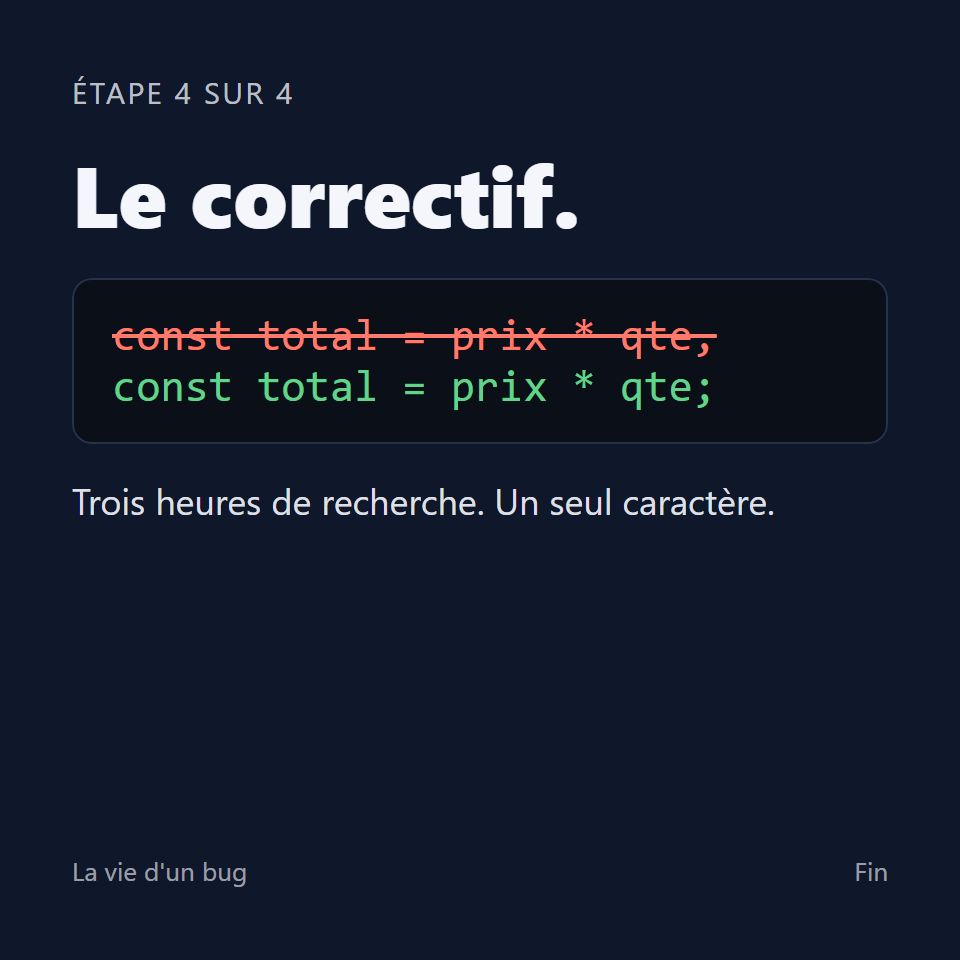 ÉTAPE 4 SUR 4
Le correctif.
const total = prix * qte,
const total = prix * qte;
Trois heures de recherche. Un seul caractère.
La vie d'un bug
Fin